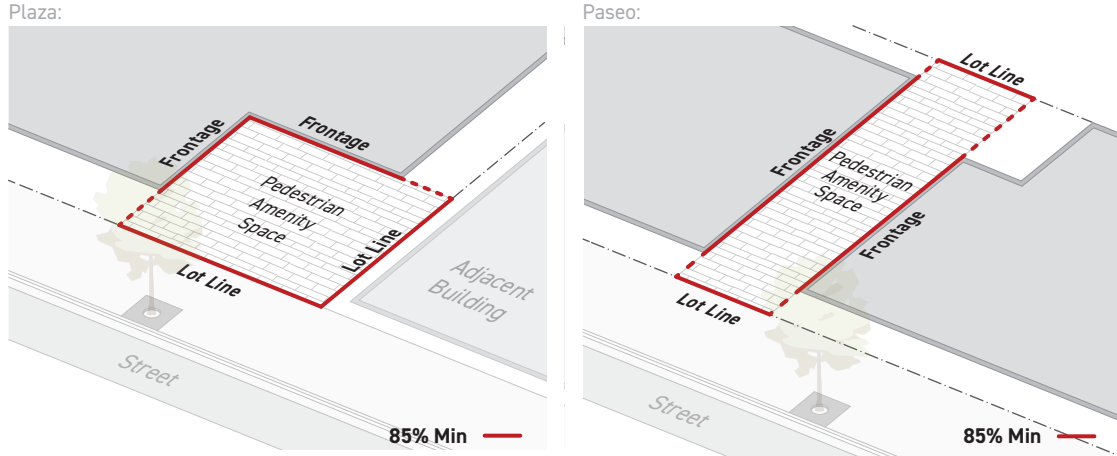 Plaza:
Frontage
Frontage
Pedestrian
Amenity
Space
Lot Line
Lot Line
Adjacent
Building
Street
85% Min
Paseo:
Lot Line
Frontage
Pedestrian
Amenity
Space
Frontage
Lot Line
Street
85% Min